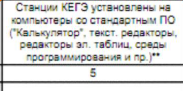 Станции КЕГЭ установлены на
компьютеры со стандартным ПО
("Калькулятор", текст. редакторы,
редакторы эл. таблиц, среды
программирования и пр.)**
5